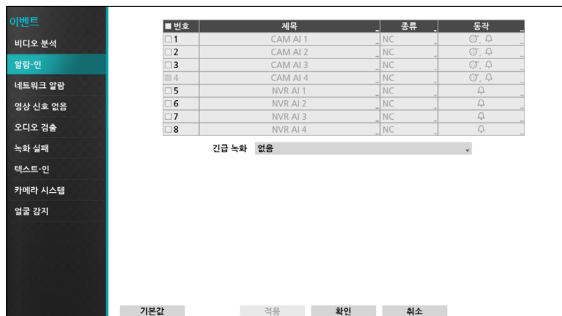 이벤트
비디오 분석
알람-인
네트워크 알람
영상 신호 없음
오디오 검출
녹화 실패
텍스트-인
카메라 시스템
얼굴 감지
번호 제목 종류 동작
1 CAM AI 1 NC
2 CAM AI 2 NC
3 CAM AI 3 NC
4 CAM AI 4 NC
5 NVR AI 1 NC
6 NVR AI 2 NC
7 NVR AI 3 NC
8 NVR AI 4 NC
긴급 녹화 없음
기본값 적용 확인 취소